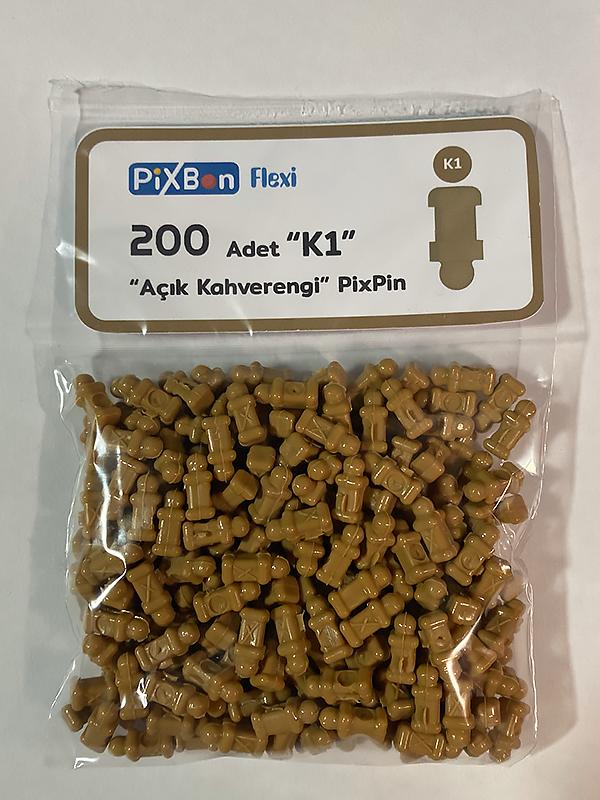 PiXBon Flexi
K1
200 Adet “K1”
“Açık Kahverengi” PixPin